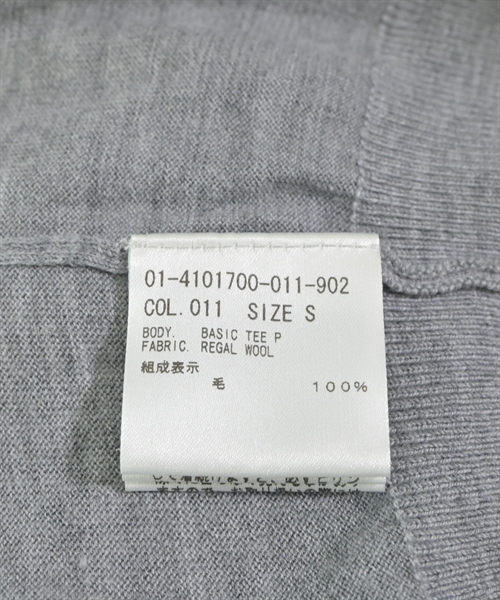 01-4101700-011-902
COL. 011 SIZE S
BODY. BASIC TEE P
FABRIC. REGAL WOOL
組成表示
毛 100%